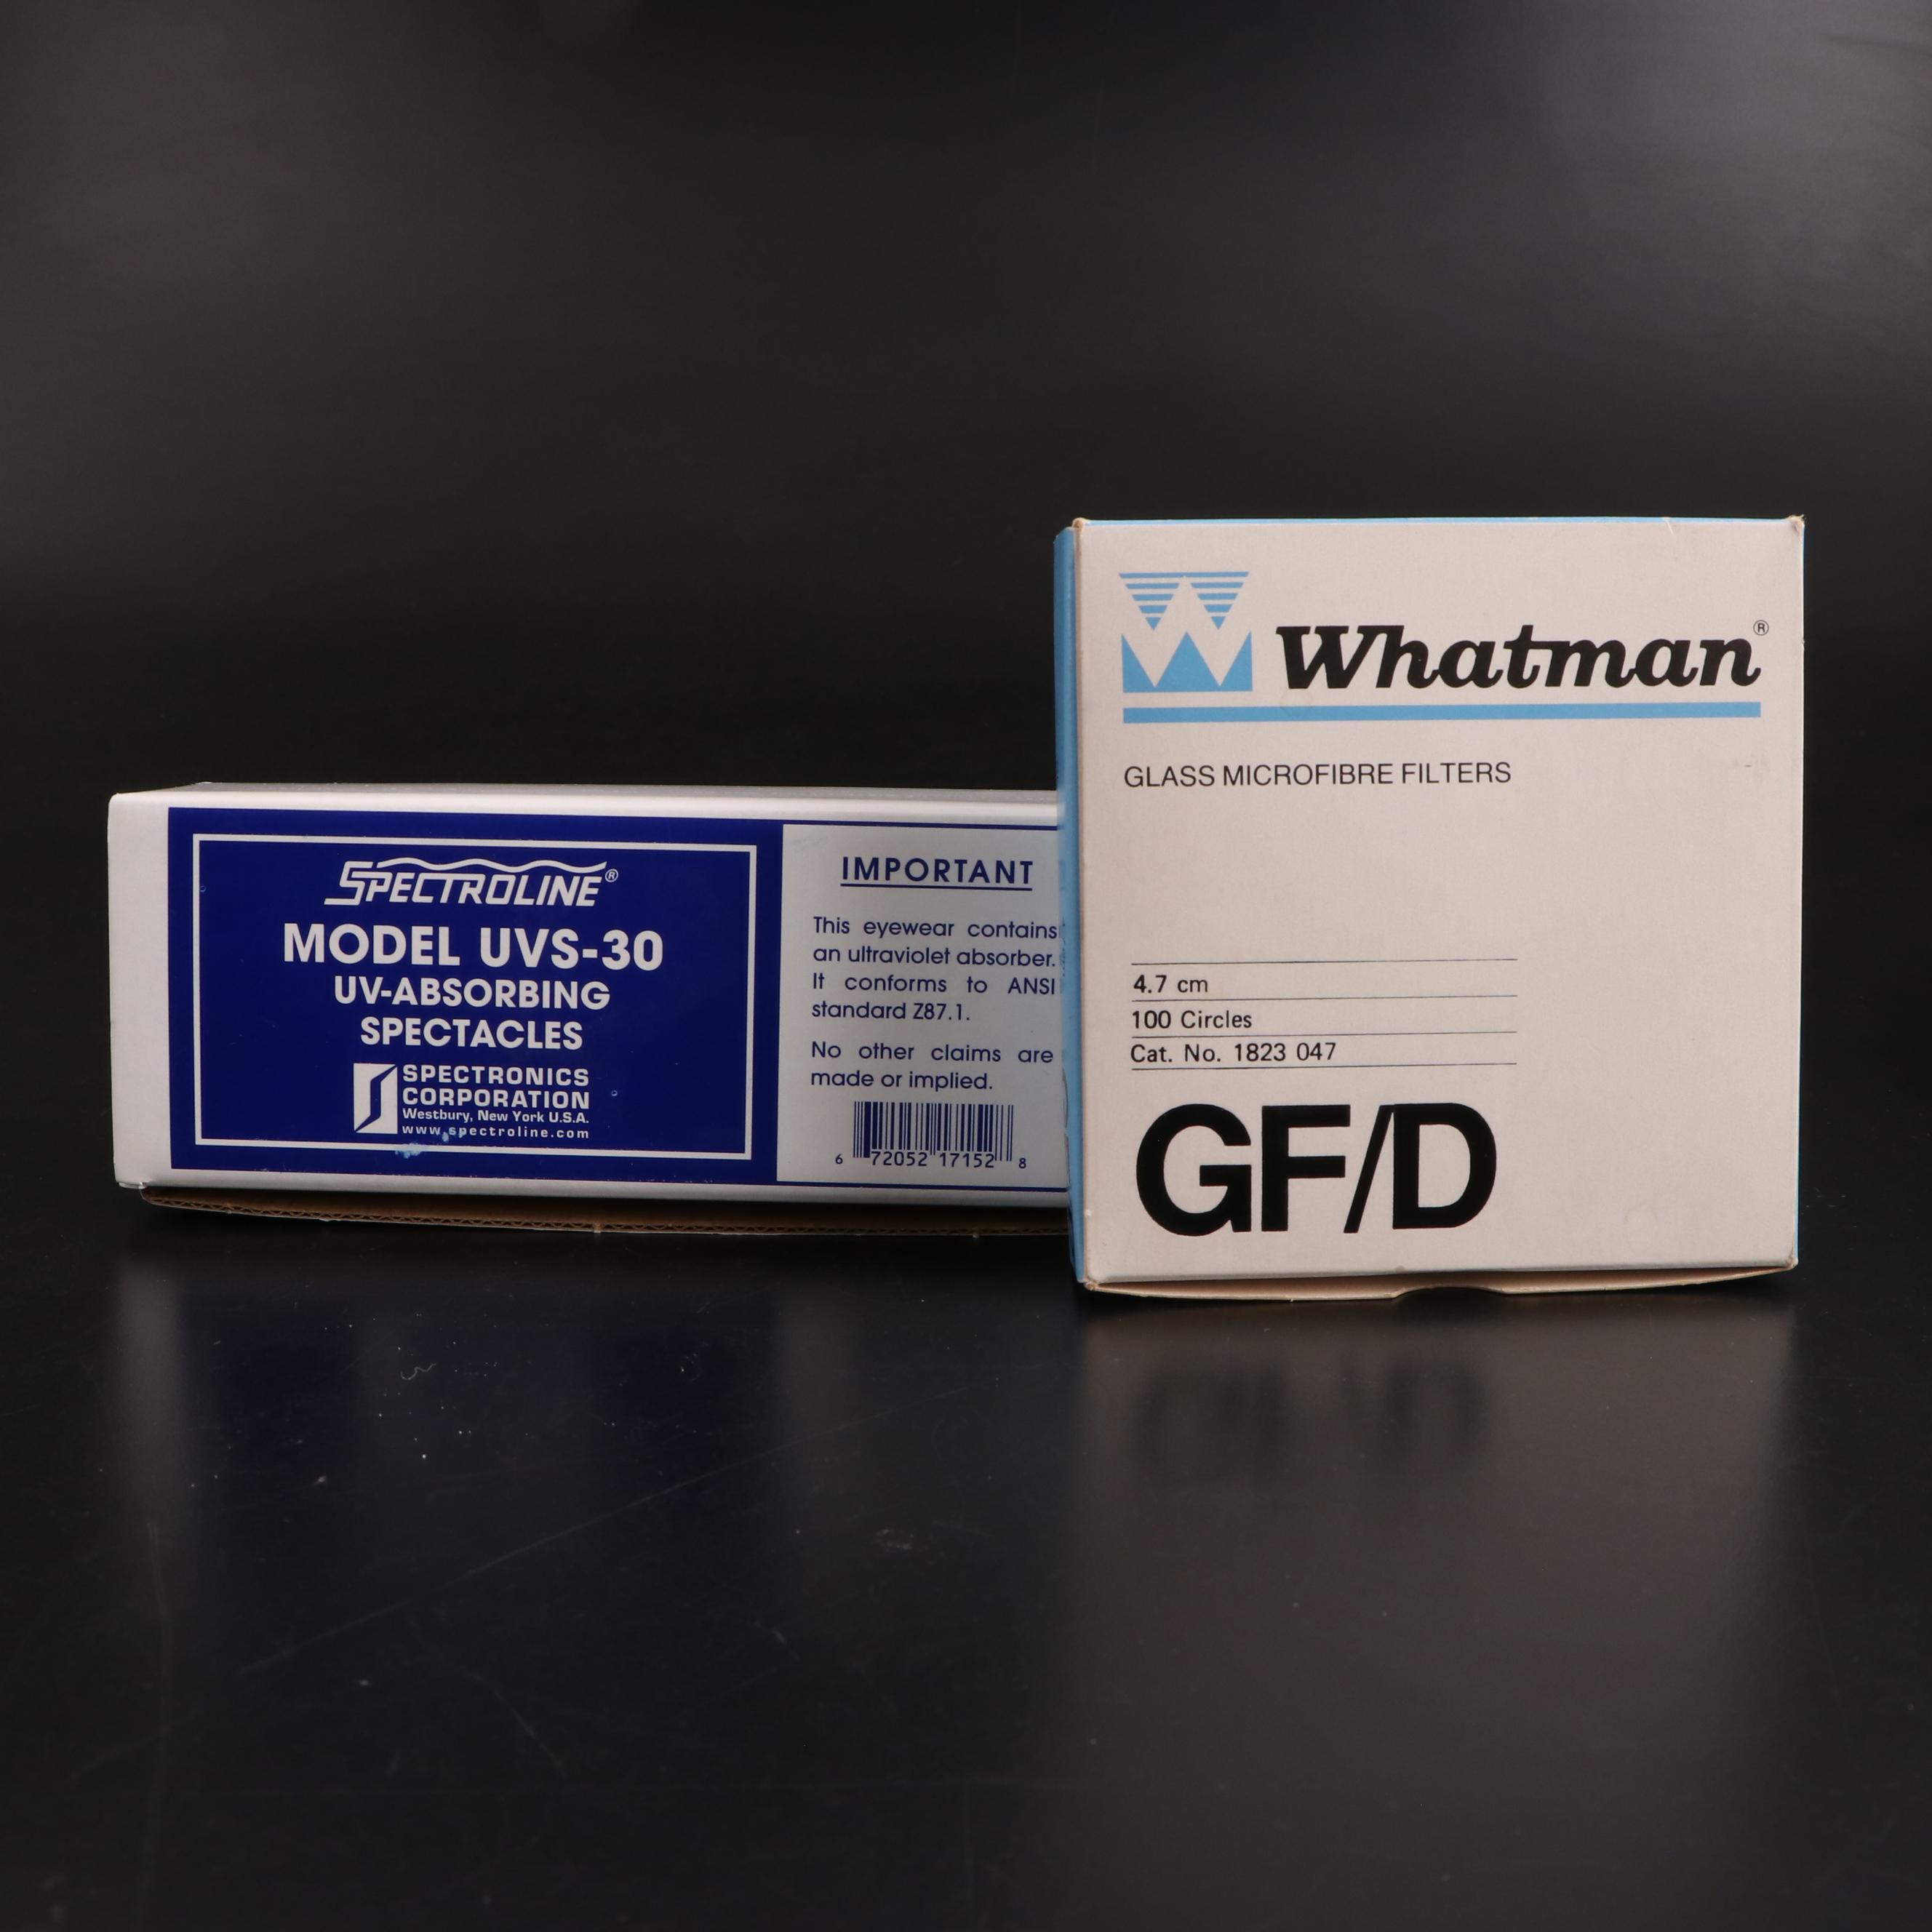 SPECTROLINE®
MODEL UVS-30
UV-ABSORBING
SPECTACLES
SPECTRONICS
CORPORATION
Westbury, New York U.S.A.
www.spectroline.com
IMPORTANT
This eyewear contains
an ultraviolet absorber.
It conforms to ANSI
standard Z87.1.
No other claims are
made or implied.
6 72052 17152 8
Whatman®
GLASS MICROFIBRE FILTERS
4.7 cm
100 Circles
Cat. No. 1823 047
GF/D